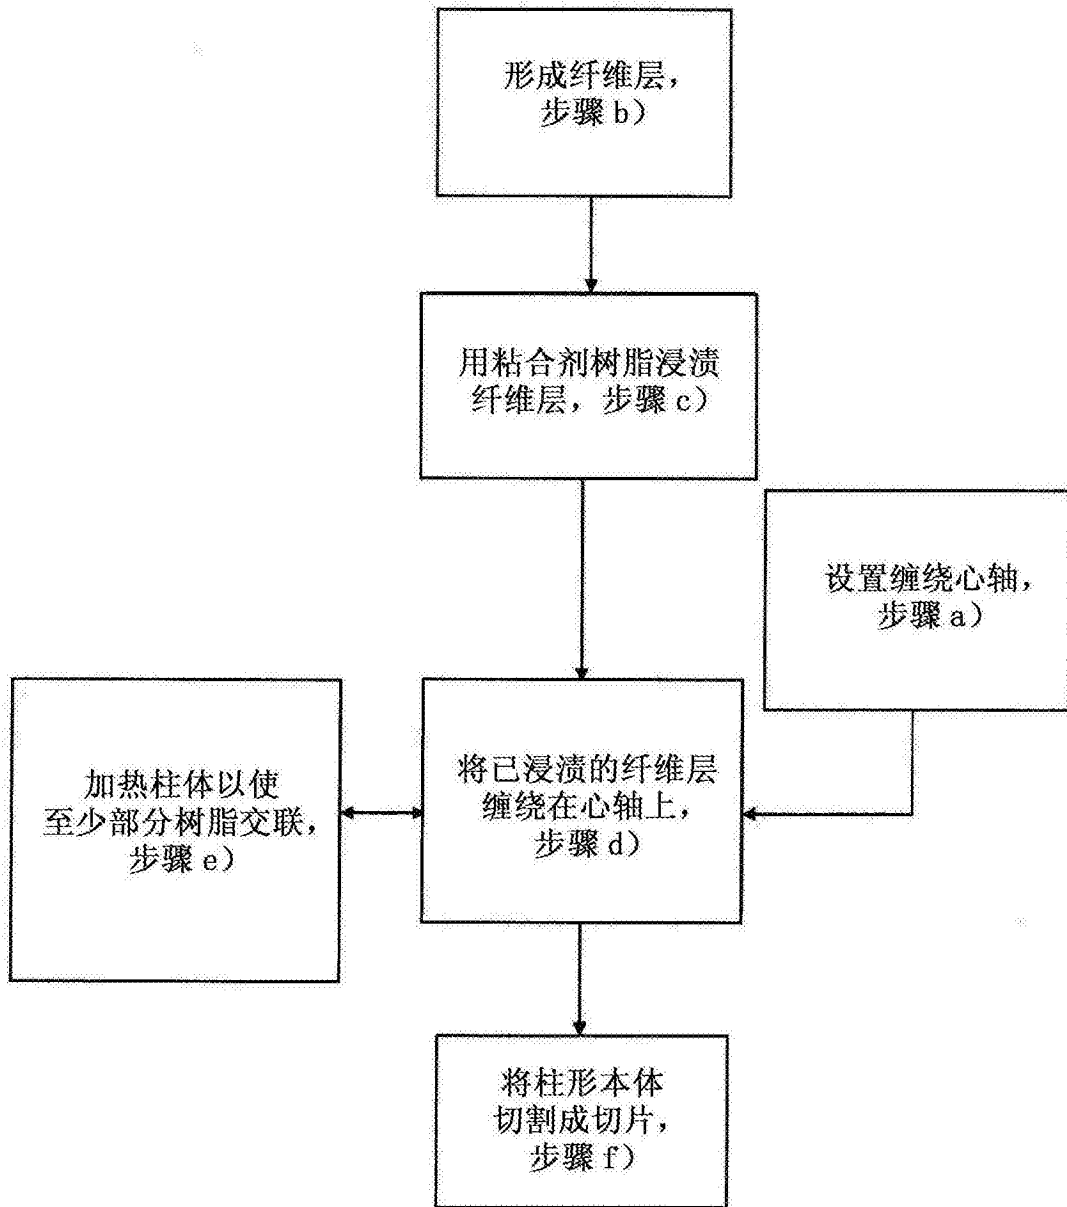 形成纤维层，
步骤 b）
用粘合剂树脂浸渍
纤维层，步骤 c）
设置缠绕心轴，
步骤 a）
加热柱体以使
至少部分树脂交联，
步骤 e）
将已浸渍的纤维层
缠绕在心轴上，
步骤 d）
将柱形本体
切割成切片，
步骤 f）